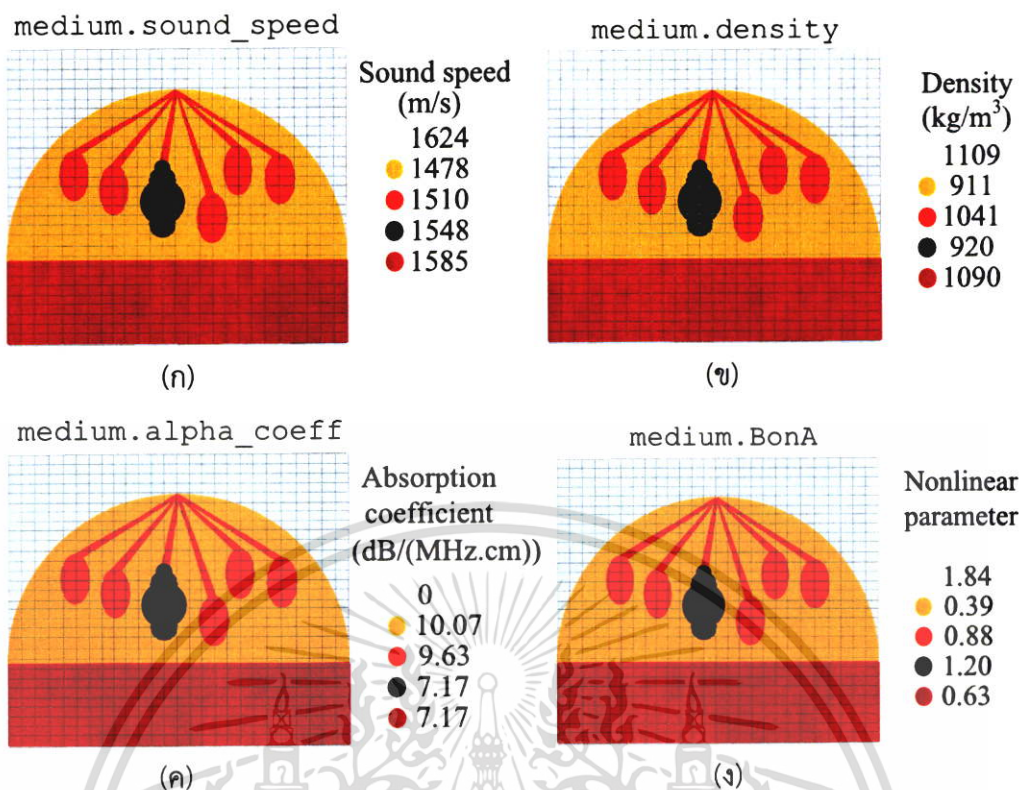 medium.sound_speed
Sound speed
(m/s)
1624
1478
1510
1548
1585
(ก)
medium.density
Density
(kg/m³)
1109
911
1041
920
1090
(ข)
medium.alpha_coeff
Absorption
coefficient
(dB/(MHz.cm))
0
10.07
9.63
7.17
7.17
(ค)
medium.BonA
Nonlinear
parameter
1.84
0.39
0.88
1.20
0.63
(ง)